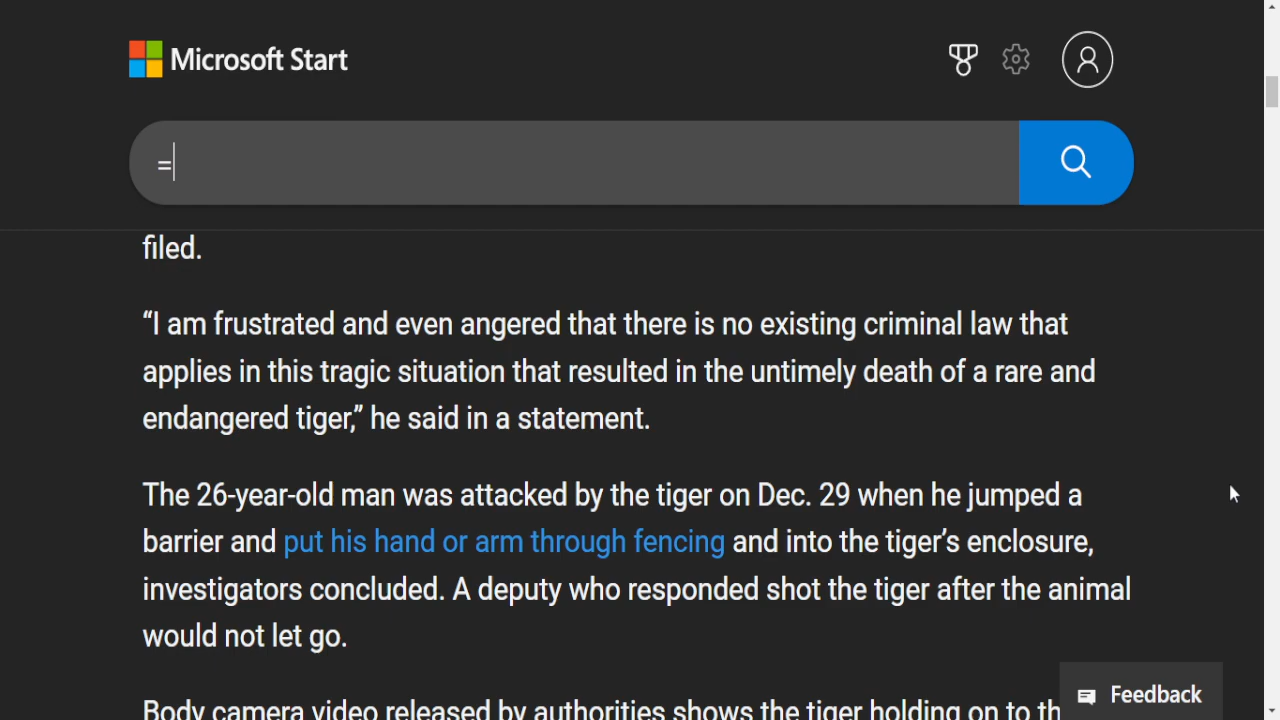 Microsoft Start
=
filed.
“I am frustrated and even angered that there is no existing criminal law that
applies in this tragic situation that resulted in the untimely death of a rare and
endangered tiger,” he said in a statement.
The 26-year-old man was attacked by the tiger on Dec. 29 when he jumped a
barrier and put his hand or arm through fencing and into the tiger’s enclosure,
investigators concluded. A deputy who responded shot the tiger after the animal
would not let go.
Body camera video released by authorities shows the tiger holding on to th
Feedback